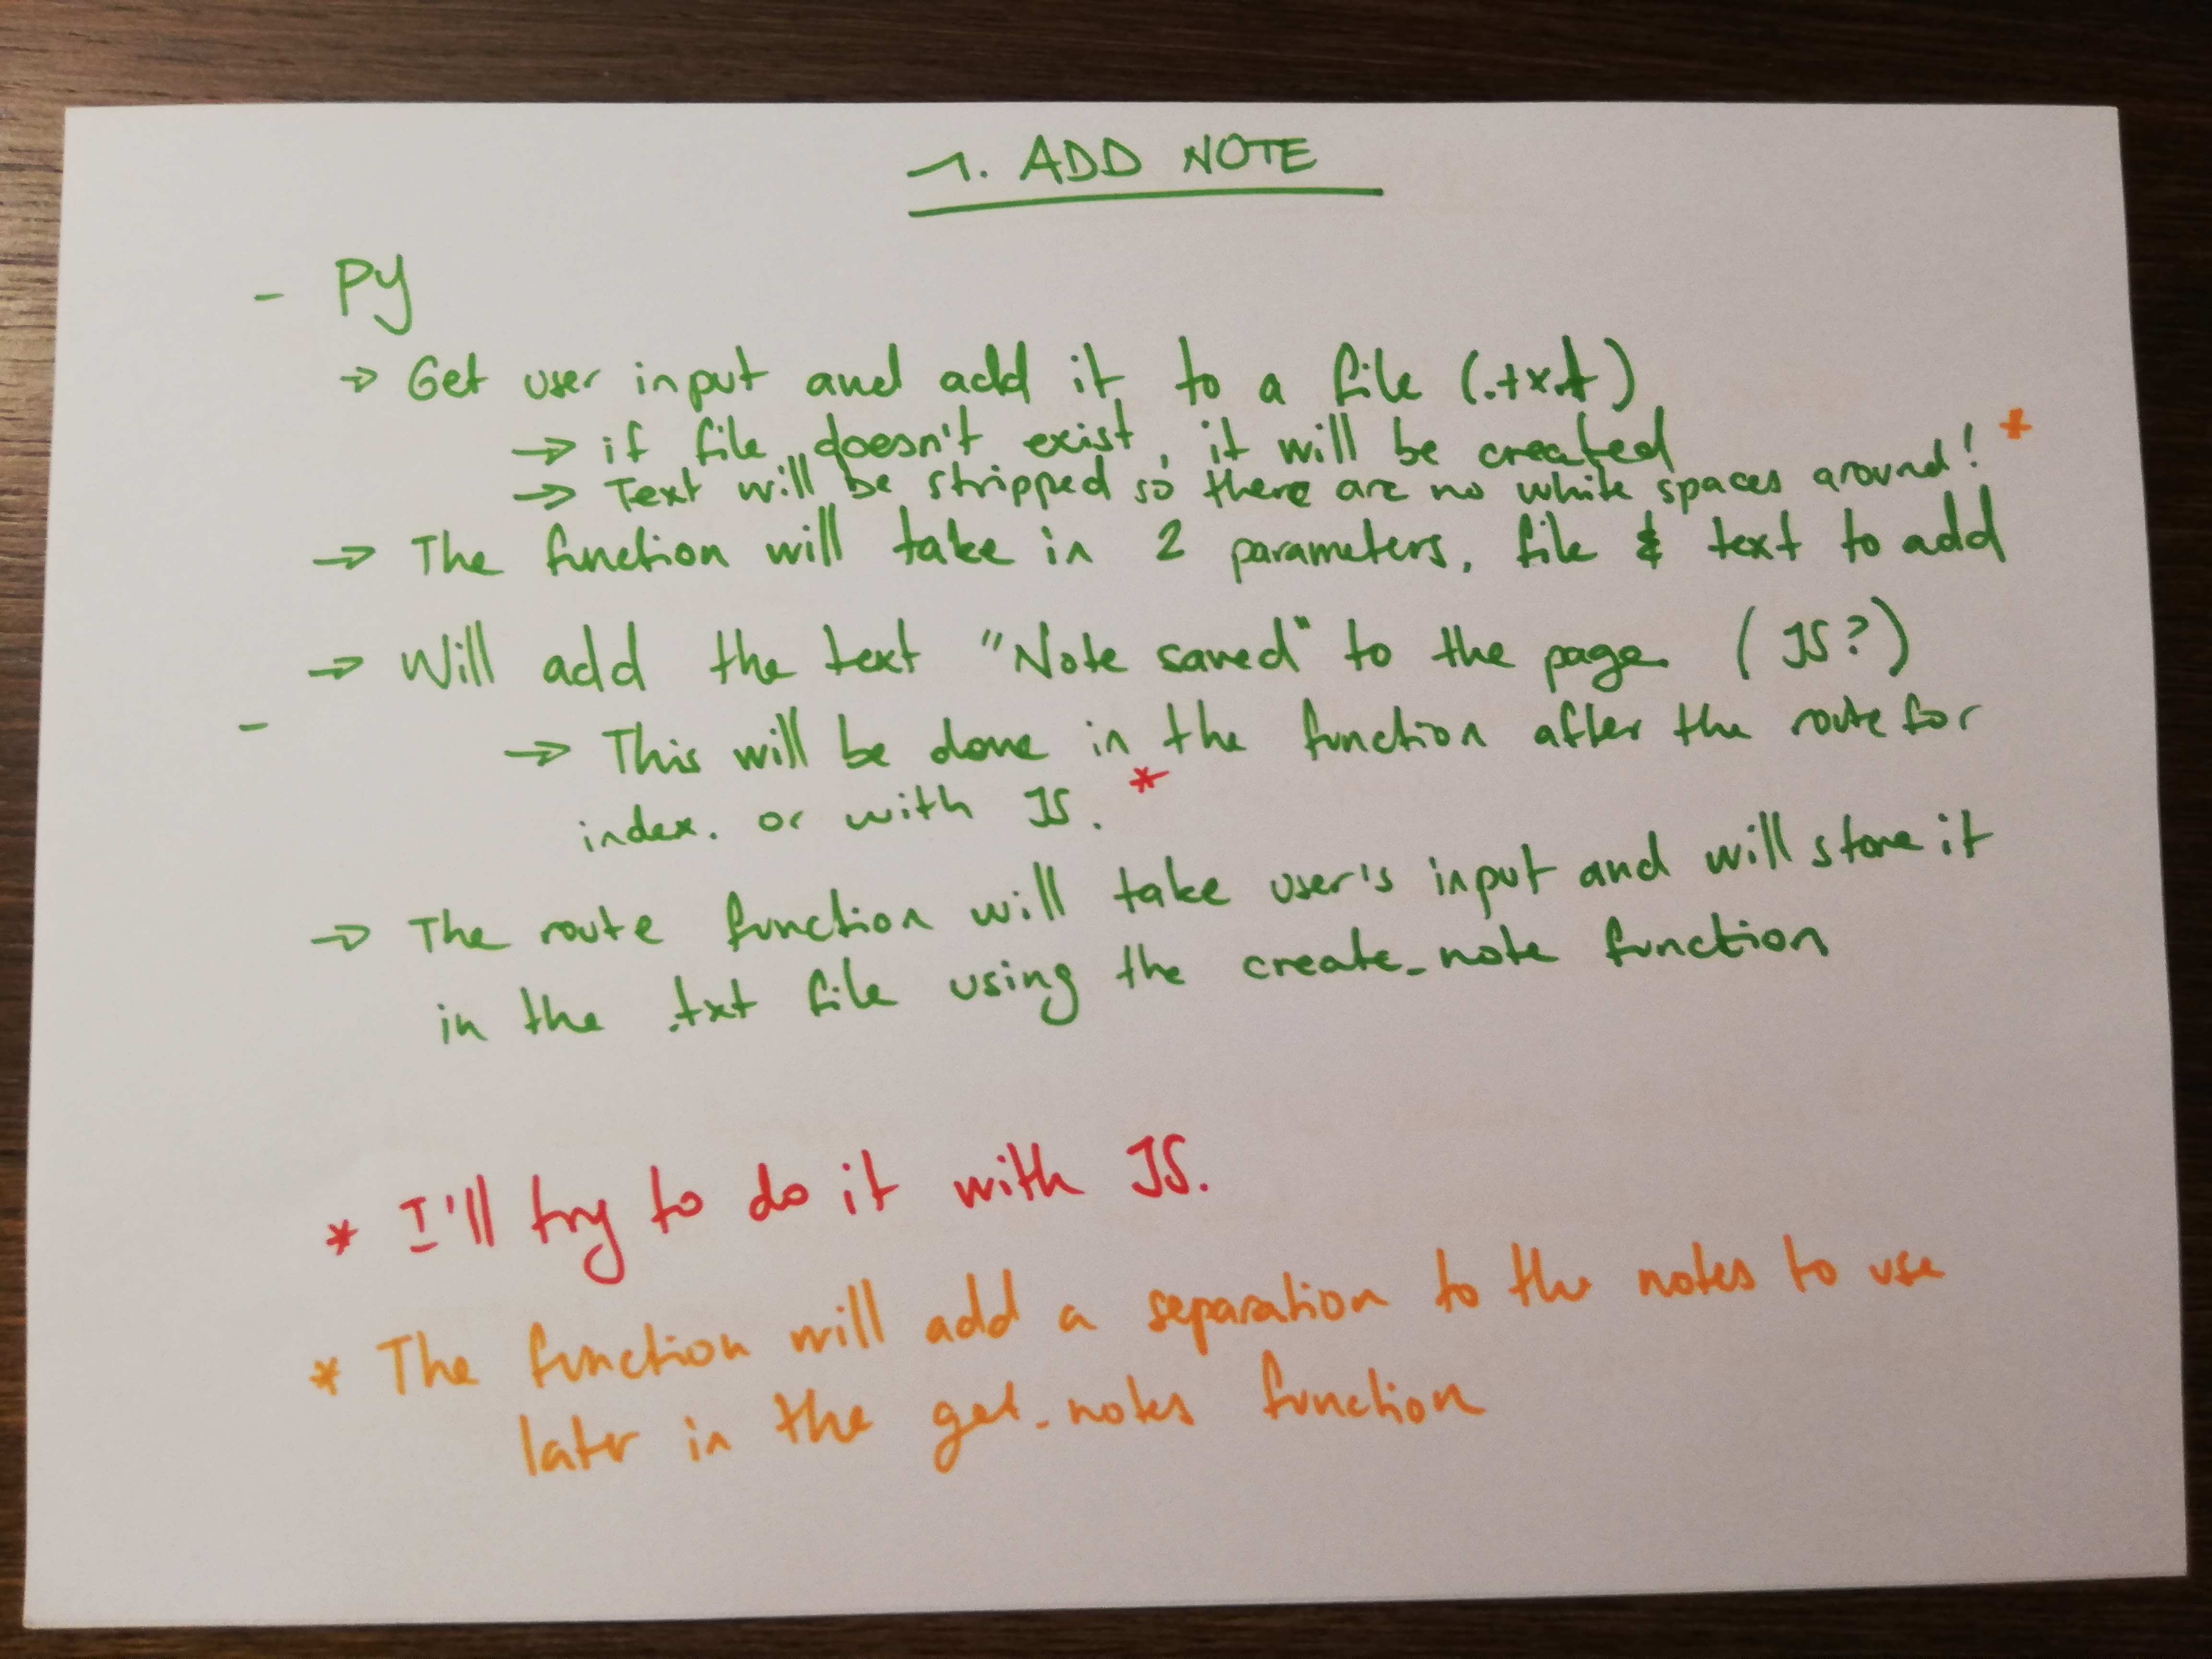 1. ADD NOTE
- PY
→ Get user input and add it to a file (.txt)
→ if file doesn't exist, it will be created
→ Text will be stripped so there are no white spaces around! *
→ The function will take in 2 parameters, file & text to add
→ Will add the text "Note saved" to the page. (JS?)
-
→ This will be done in the function after the route for
index. or with JS. *
→ The route function will take user's input and will store it
in the .txt file using the create_note function
* I'll try to do it with JS.
* The function will add a separation to the notes to use
later in the get_notes function